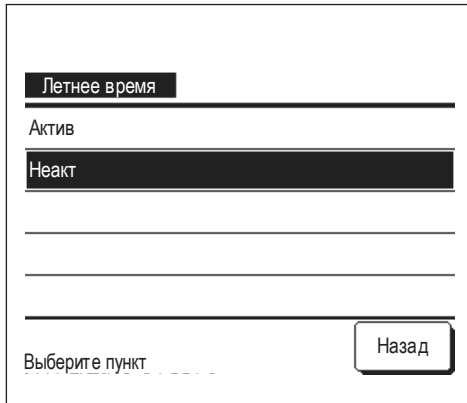 Летнее время
Актив
Неакт
Назад
Выберите пункт